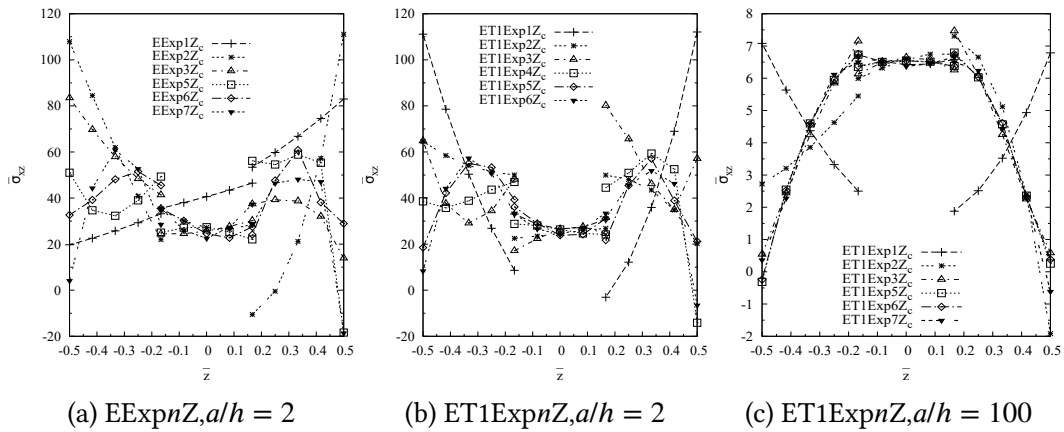 120
100
80
60
40
20
0
-20
σ̅xz
EExp1Zc
EExp2Zc
EExp3Zc
EExp5Zc
EExp6Zc
EExp7Zc
-0.5 -0.4 -0.3 -0.2 -0.1 0 0.1 0.2 0.3 0.4 0.5
z̅
(a) EExpnZ,a/h = 2
120
100
80
60
40
20
0
-20
σ̅xz
ET1Exp1Zc
ET1Exp2Zc
ET1Exp3Zc
ET1Exp4Zc
ET1Exp5Zc
ET1Exp6Zc
-0.5 -0.4 -0.3 -0.2 -0.1 0 0.1 0.2 0.3 0.4 0.5
z̅
(b) ET1ExpnZ,a/h = 2
8
7
6
5
4
3
2
1
0
-1
-2
σ̅xz
ET1Exp1Zc
ET1Exp2Zc
ET1Exp3Zc
ET1Exp5Zc
ET1Exp6Zc
ET1Exp7Zc
-0.5 -0.4 -0.3 -0.2 -0.1 0 0.1 0.2 0.3 0.4 0.5
z̅
(c) ET1ExpnZ,a/h = 100